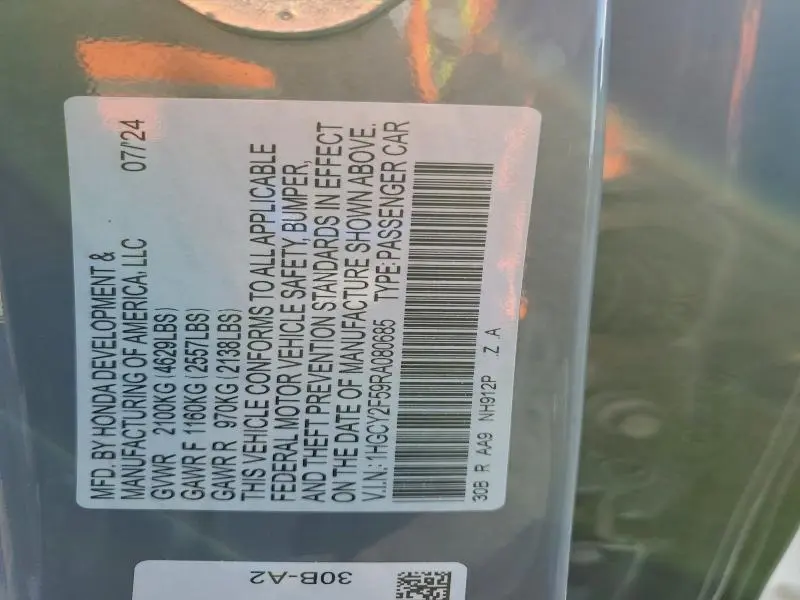 MFD. BY HONDA DEVELOPMENT &
MANUFACTURING OF AMERICA, LLC 07/24
GVWR 2100KG (4629LBS)
GAWR F 1160KG (2557LBS)
GAWR R 970KG (2138LBS)
THIS VEHICLE CONFORMS TO ALL APPLICABLE
FEDERAL MOTOR VEHICLE SAFETY, BUMPER,
AND THEFT PREVENTION STANDARDS IN EFFECT
ON THE DATE OF MANUFACTURE SHOWN ABOVE.
V.I.N.: 1HGCY2F59RA080685 TYPE: PASSENGER CAR
30B R AA9 NH912P .Z .A
30B-A2